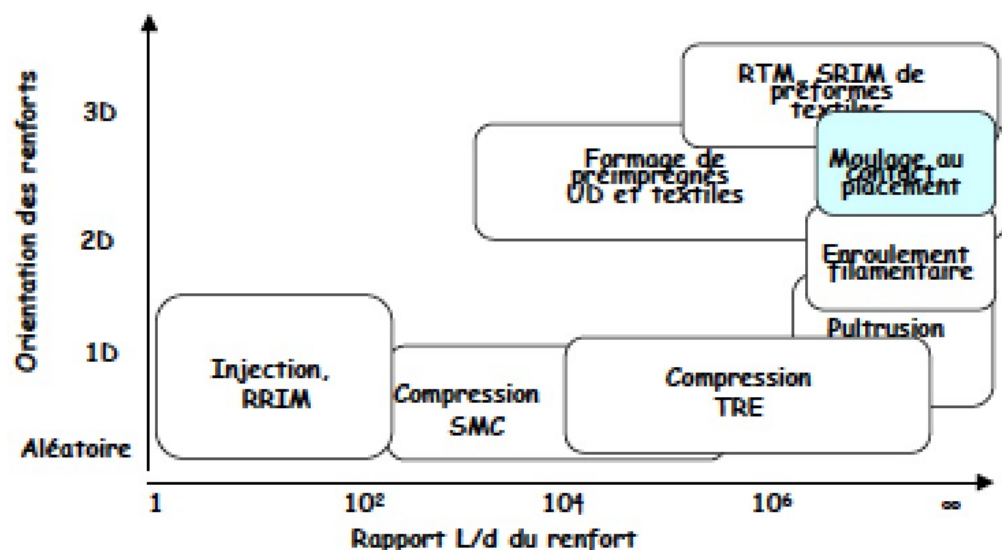 Orientation des renforts
3D
2D
1D
Aléatoire
RTM, SRIM de
préformes
textiles
Formage de
préimprégnés
UD et textiles
Moulage au
contact,
placement
Enroulement
filamentaire
Pultrusion
Injection,
RRIM
Compression
SMC
Compression
TRE
1
10²
10⁴
10⁶
∞
Rapport L/d du renfort